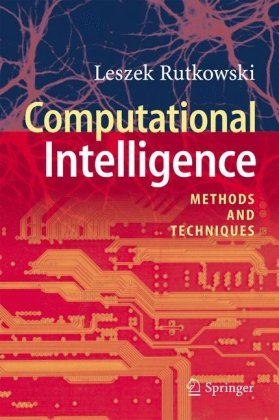 Leszek Rutkowski
Computational
Intelligence
METHODS
AND
TECHNIQUES
Springer